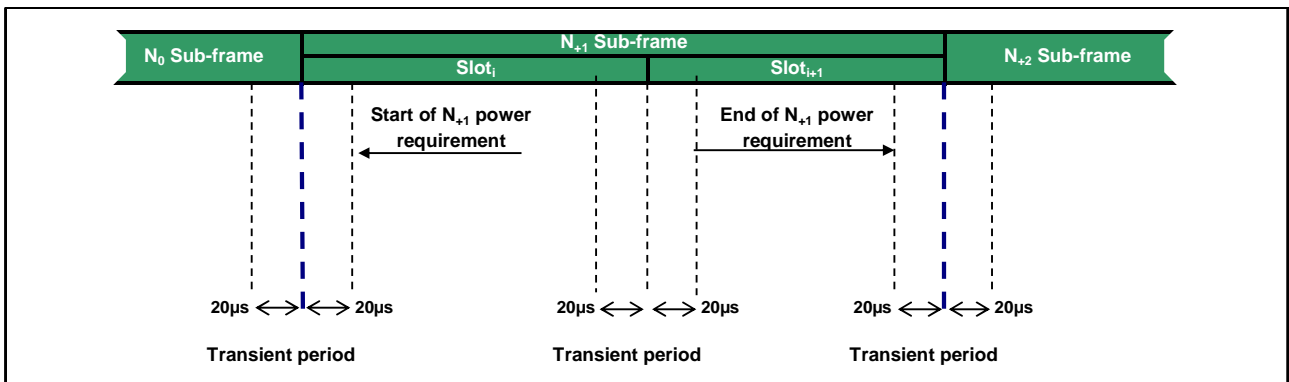 N₀ Sub-frame
N₊₁ Sub-frame
N₊₂ Sub-frame
Slotᵢ
Slotᵢ₊₁
Start of N₊₁ power
requirement
End of N₊₁ power
requirement
20µs
20µs
20µs
20µs
20µs
20µs
Transient period
Transient period
Transient period